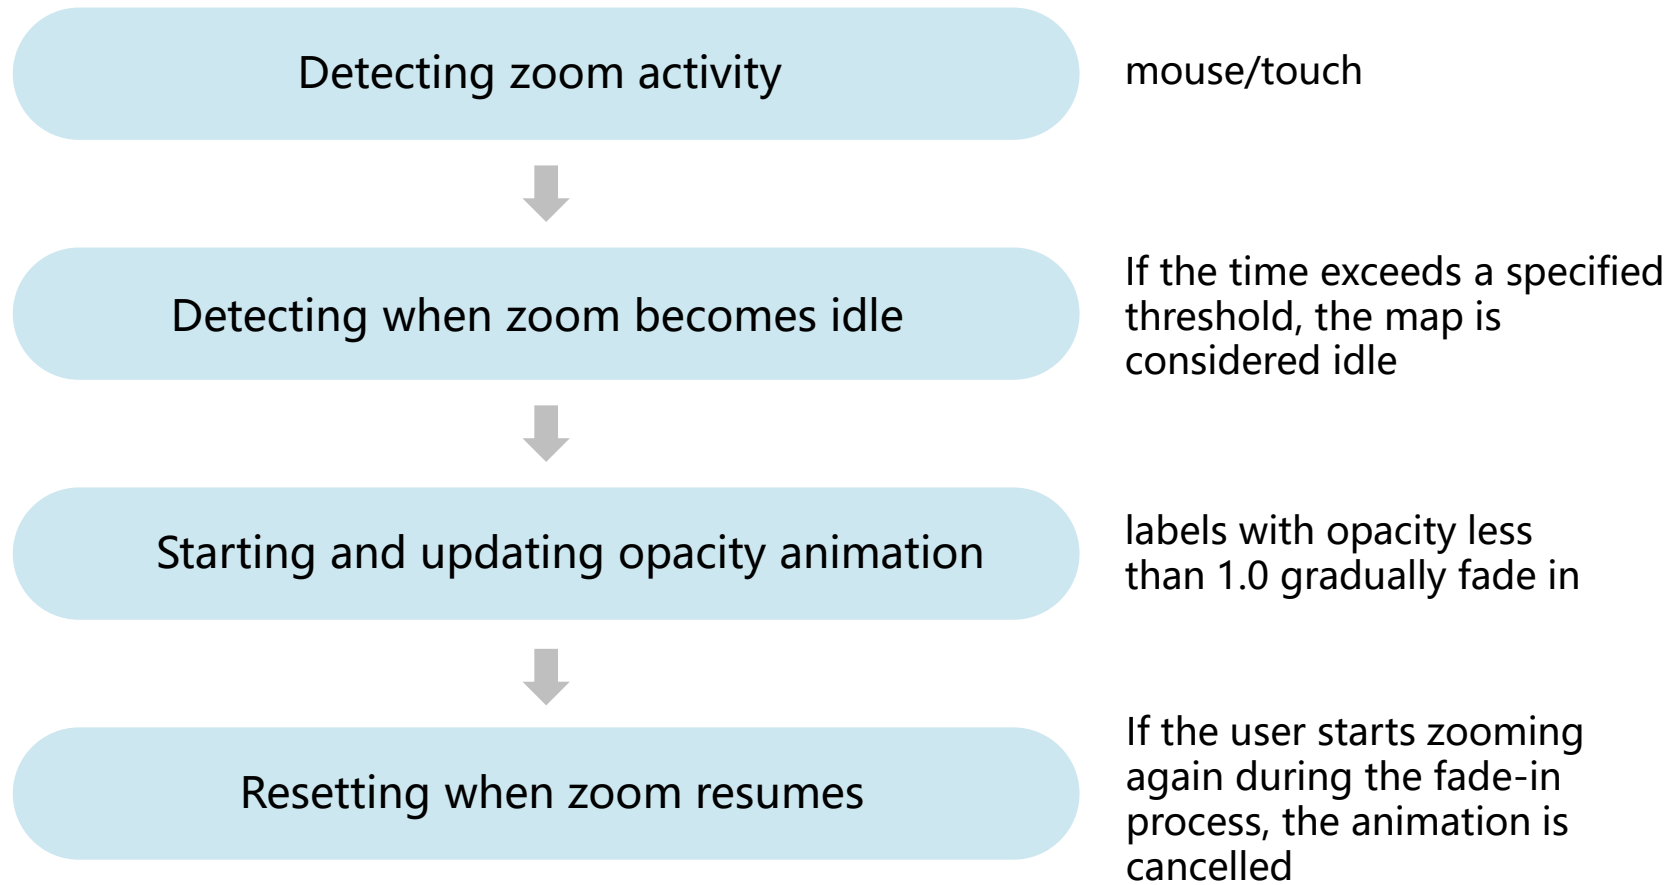 Detecting zoom activity
mouse/touch
Detecting when zoom becomes idle
If the time exceeds a specified
threshold, the map is
considered idle
Starting and updating opacity animation
labels with opacity less
than 1.0 gradually fade in
Resetting when zoom resumes
If the user starts zooming
again during the fade-in
process, the animation is
cancelled